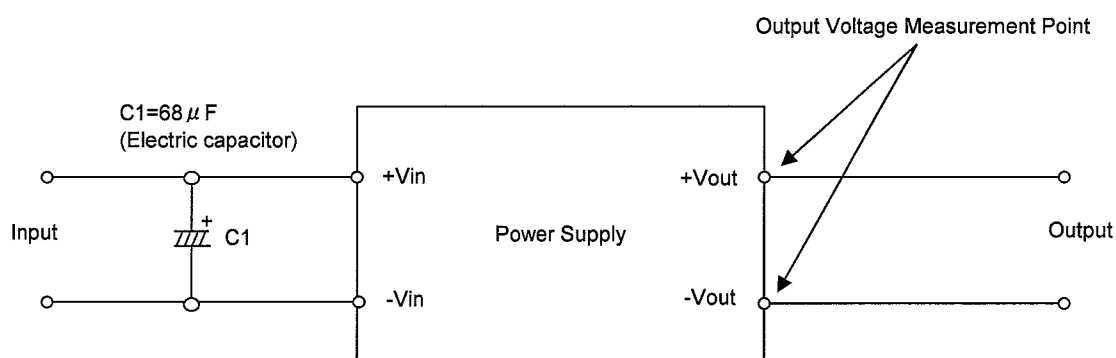 Output Voltage Measurement Point
C1=68μF
(Electric capacitor)
+Vin
+Vout
Input
+
C1
Power Supply
Output
-Vin
-Vout